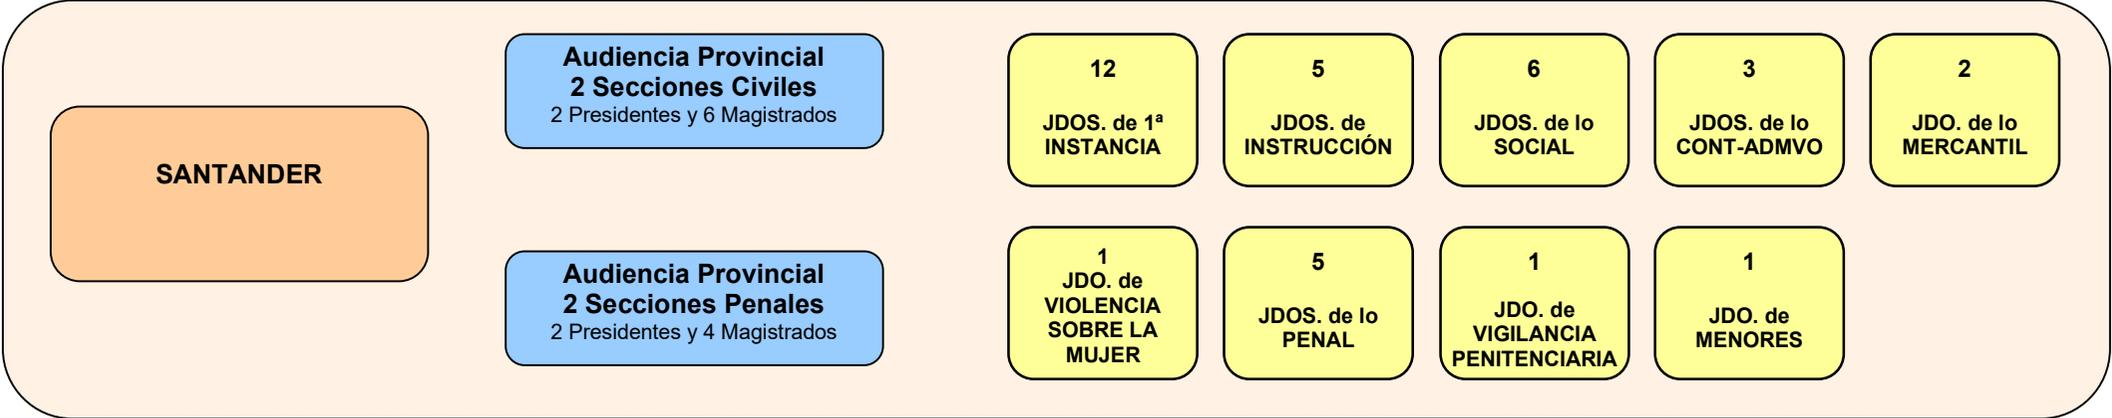 SANTANDER
Audiencia Provincial
2 Secciones Civiles
2 Presidentes y 6 Magistrados
Audiencia Provincial
2 Secciones Penales
2 Presidentes y 4 Magistrados
12
JDOS. de 1ª
INSTANCIA
5
JDOS. de
INSTRUCCIÓN
6
JDOS. de lo
SOCIAL
3
JDOS. de lo
CONT-ADMVO
2
JDO. de lo
MERCANTIL
1
JDO. de
VIOLENCIA
SOBRE LA
MUJER
5
JDOS. de lo
PENAL
1
JDO. de
VIGILANCIA
PENITENCIARIA
1
JDO. de
MENORES